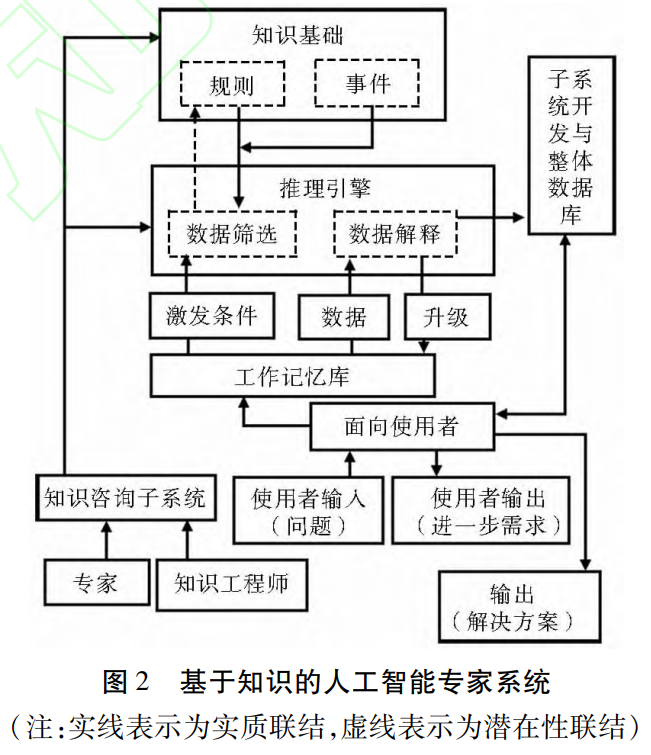 知识基础
规则
事件
子系
统开
发与
整体
数据
库
推理引擎
数据筛选
数据解释
激发条件
数据
升级
工作记忆库
面向使用者
知识咨询子系统
使用者输入
(问题)
使用者输出
(进一步需求)
专家
知识工程师
输出
(解决方案)
图2 基于知识的人工智能专家系统
(注:实线表示为实质联结,虚线表示为潜在性联结)